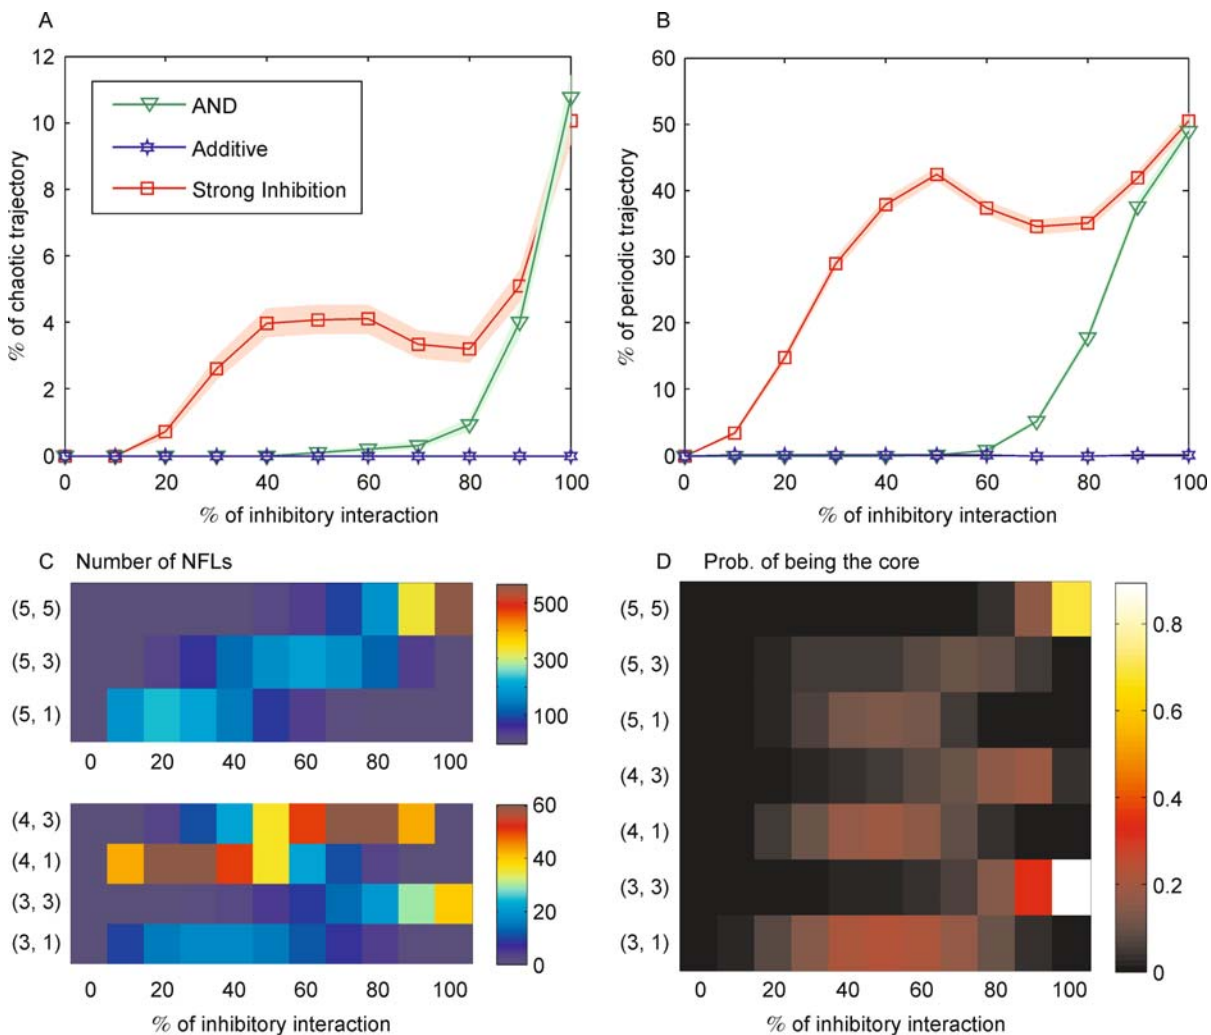 A
12
10
8
6
4
2
0
% of chaotic trajectory
AND
Additive
Strong Inhibition
0 20 40 60 80 100
% of inhibitory interaction
B
60
50
40
30
20
10
0
% of periodic trajectory
0 20 40 60 80 100
% of inhibitory interaction
C Number of NFLs
(5, 5)
(5, 3)
(5, 1)
0 20 40 60 80 100
500
300
100
(4, 3)
(4, 1)
(3, 3)
(3, 1)
0 20 40 60 80 100
% of inhibitory interaction
60
40
20
0
D Prob. of being the core
(5, 5)
(5, 3)
(5, 1)
(4, 3)
(4, 1)
(3, 3)
(3, 1)
0 20 40 60 80 100
% of inhibitory interaction
0.8
0.6
0.4
0.2
0